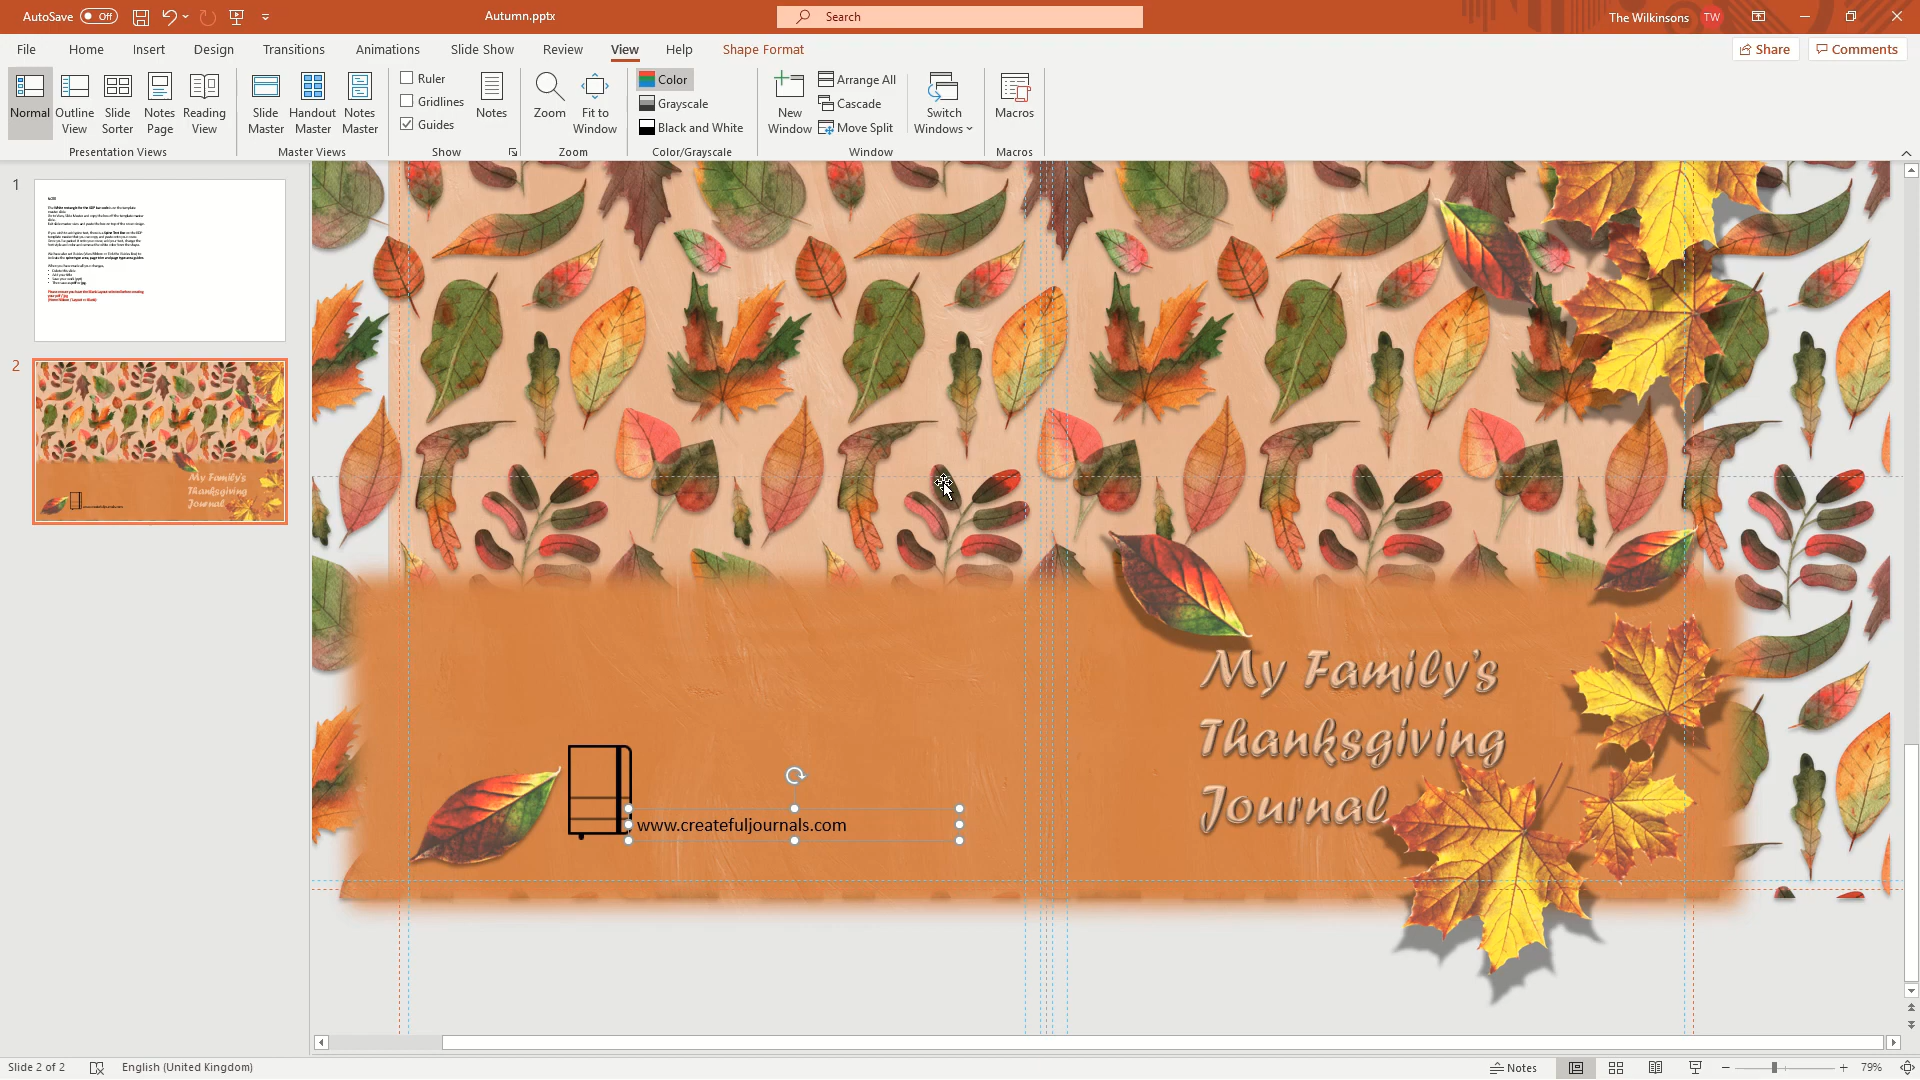 AutoSave Off
Autumn.pptx
Search
The Wilkinsons TW
File Home Insert Design Transitions Animations Slide Show Review View Help Shape Format
Share Comments
Normal Outline View Slide Sorter Notes Page Reading View
Slide Master Handout Master Notes Master
Ruler
Gridlines
Guides
Notes
Zoom Fit to Window
Color
Grayscale
Black and White
New Window
Arrange All
Cascade
Move Split
Switch Windows
Macros
Presentation Views Master Views Show Zoom Color/Grayscale Window Macros
1
2
My Family's
Thanksgiving
Journal
www.createfuljournals.com
My Family's
Thanksgiving
Journal
Slide 2 of 2 English (United Kingdom) Notes 79%